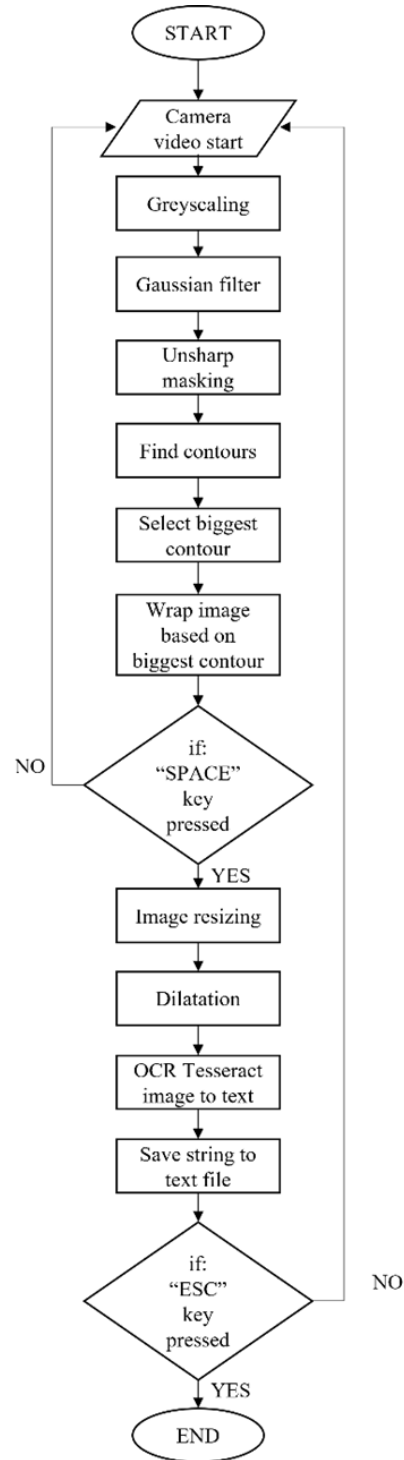 START
Camera
video start
Greyscaling
Gaussian filter
Unsharp
masking
Find contours
Select biggest
contour
Wrap image
based on
biggest contour
if:
“SPACE”
key
pressed
NO
YES
Image resizing
Dilatation
OCR Tesseract
image to text
Save string to
text file
if:
“ESC”
key
pressed
NO
YES
END